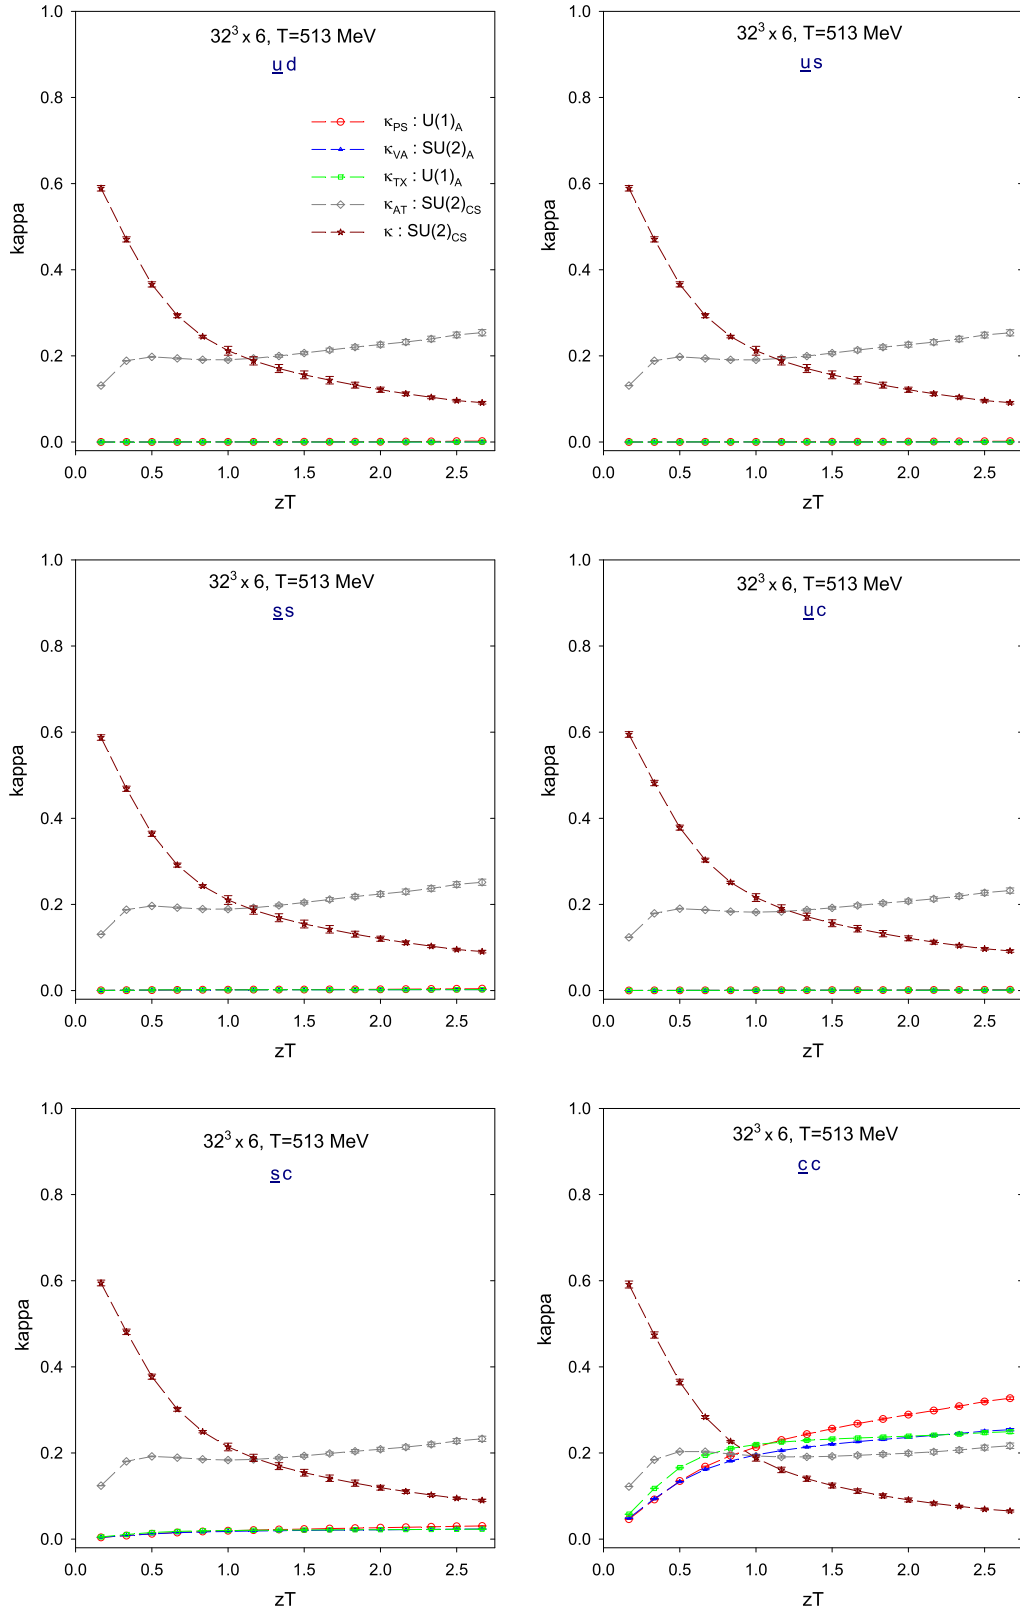 32³ x 6, T=513 MeV
u d
κPS : U(1)A
κVA : SU(2)A
κTX : U(1)A
κAT : SU(2)CS
κ : SU(2)CS
kappa
1.0
0.8
0.6
0.4
0.2
0.0
0.0 0.5 1.0 1.5 2.0 2.5
zT
32³ x 6, T=513 MeV
u s
kappa
1.0
0.8
0.6
0.4
0.2
0.0
0.0 0.5 1.0 1.5 2.0 2.5
zT
32³ x 6, T=513 MeV
s s
kappa
1.0
0.8
0.6
0.4
0.2
0.0
0.0 0.5 1.0 1.5 2.0 2.5
zT
32³ x 6, T=513 MeV
u c
kappa
1.0
0.8
0.6
0.4
0.2
0.0
0.0 0.5 1.0 1.5 2.0 2.5
zT
32³ x 6, T=513 MeV
s c
kappa
1.0
0.8
0.6
0.4
0.2
0.0
0.0 0.5 1.0 1.5 2.0 2.5
zT
32³ x 6, T=513 MeV
c c
kappa
1.0
0.8
0.6
0.4
0.2
0.0
0.0 0.5 1.0 1.5 2.0 2.5
zT